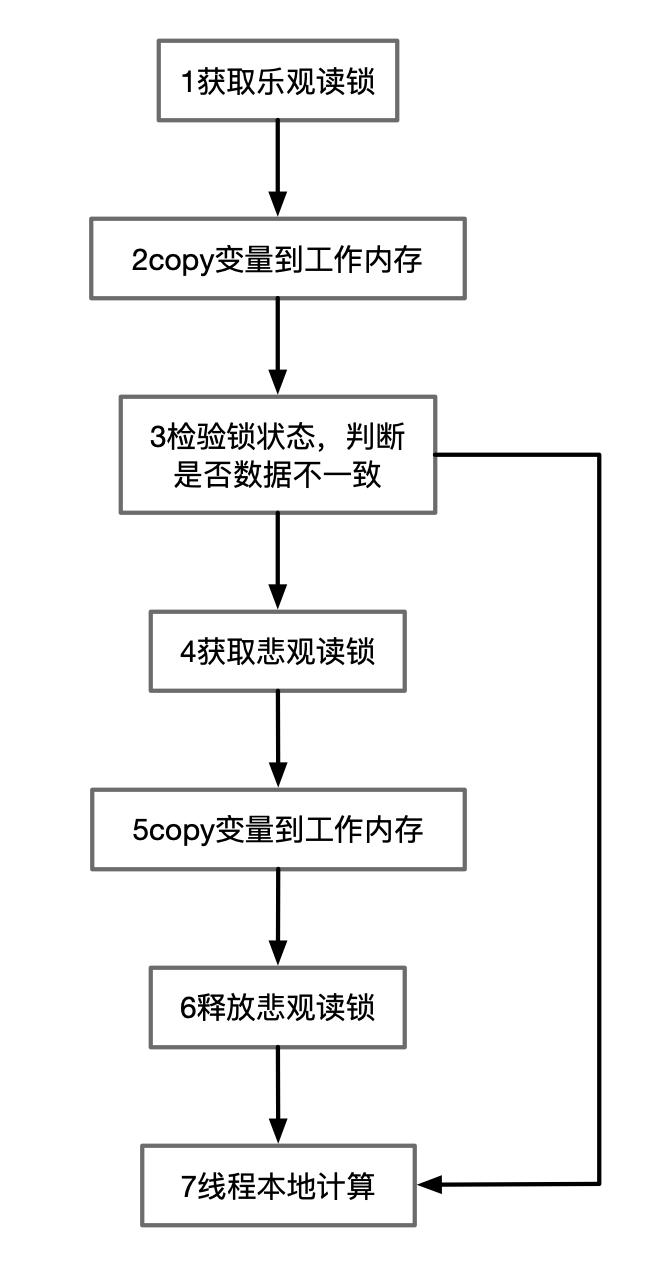 1获取乐观读锁
2copy变量到工作内存
3检验锁状态，判断
是否数据不一致
4获取悲观读锁
5copy变量到工作内存
6释放悲观读锁
7线程本地计算